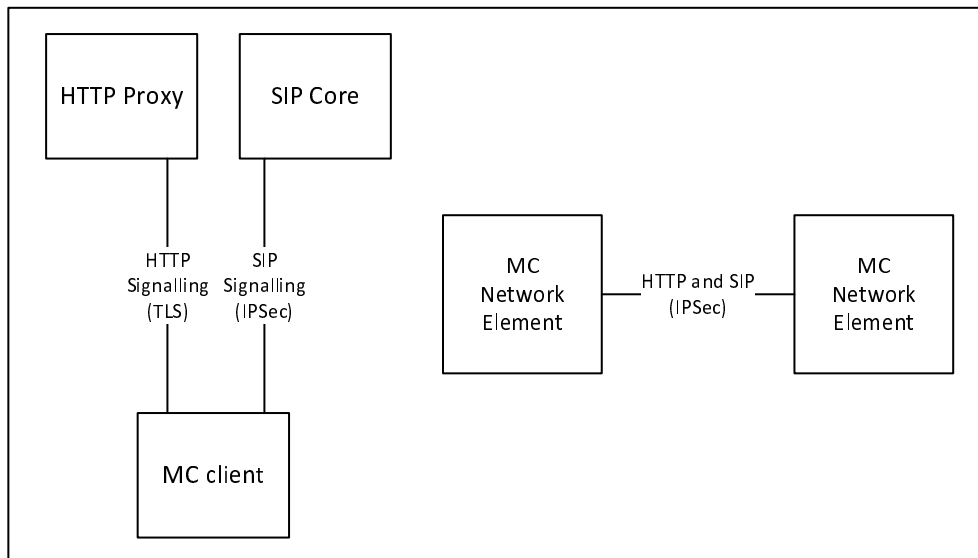 HTTP Proxy
SIP Core
HTTP
Signalling
(TLS)
SIP
Signalling
(IPSec)
MC client
MC
Network
Element
HTTP and SIP
(IPSec)
MC
Network
Element